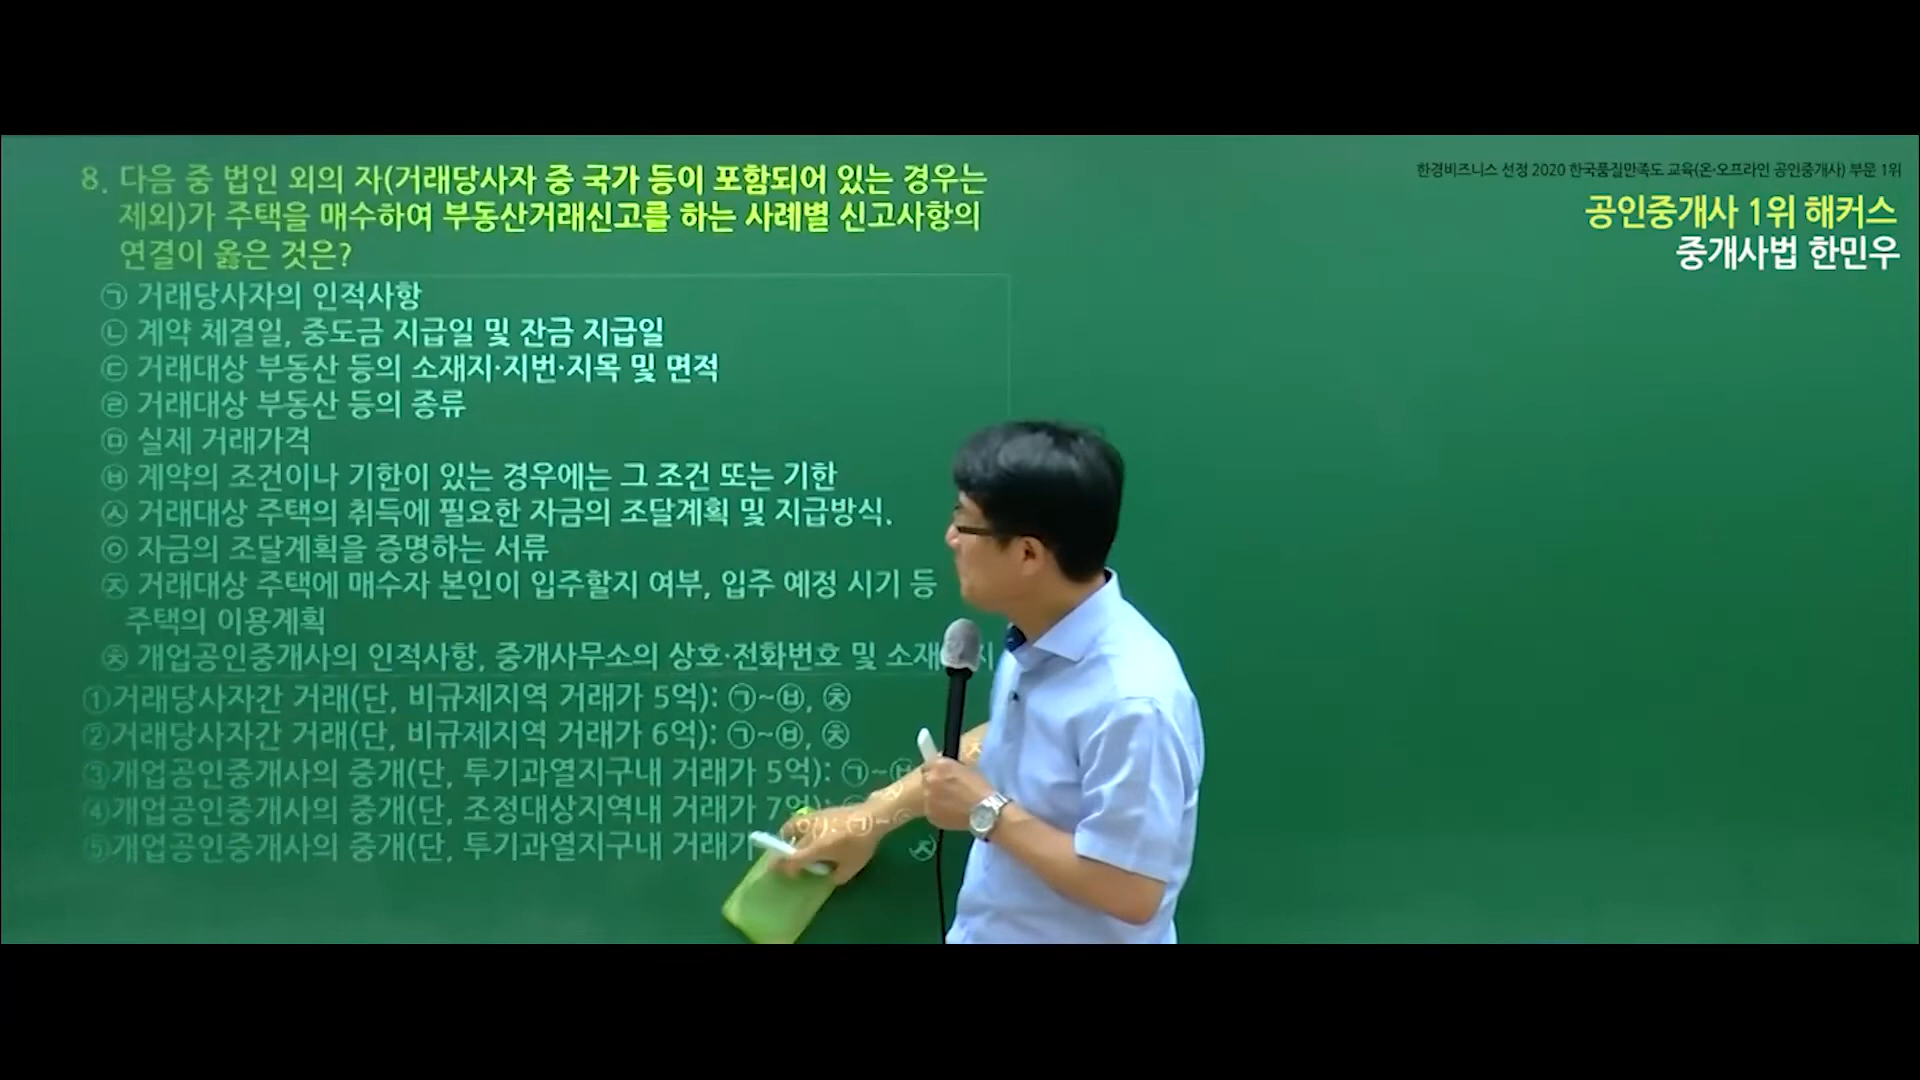 8. 다음 중 법인 외의 자(거래당사자 중 국가 등이 포함되어 있는 경우는
제외)가 주택을 매수하여 부동산거래신고를 하는 사례별 신고사항의
연결이 옳은 것은?
㉠ 거래당사자의 인적사항
㉡ 계약 체결일, 중도금 지급일 및 잔금 지급일
㉢ 거래대상 부동산 등의 소재지·지번·지목 및 면적
㉣ 거래대상 부동산 등의 종류
㉤ 실제 거래가격
㉥ 계약의 조건이나 기한이 있는 경우에는 그 조건 또는 기한
㉦ 거래대상 주택의 취득에 필요한 자금의 조달계획 및 지급방식.
㉧ 자금의 조달계획을 증명하는 서류
㉨ 거래대상 주택에 매수자 본인이 입주할지 여부, 입주 예정 시기 등
주택의 이용계획
㉩ 개업공인중개사의 인적사항, 중개사무소의 상호·전화번호 및 소재지
①거래당사자간 거래(단, 비규제지역 거래가 5억): ㉠~㉥, ㉩
②거래당사자간 거래(단, 비규제지역 거래가 6억): ㉠~㉥, ㉩
③개업공인중개사의 중개(단, 투기과열지구내 거래가 5억): ㉠~㉥
④개업공인중개사의 중개(단, 조정대상지역내 거래가 7억):
⑤개업공인중개사의 중개(단, 투기과열지구내 거래가
한경비즈니스 선정 2020 한국품질만족도 교육(온·오프라인 공인중개사) 부문 1위
공인중개사 1위 해커스
중개사법 한민우